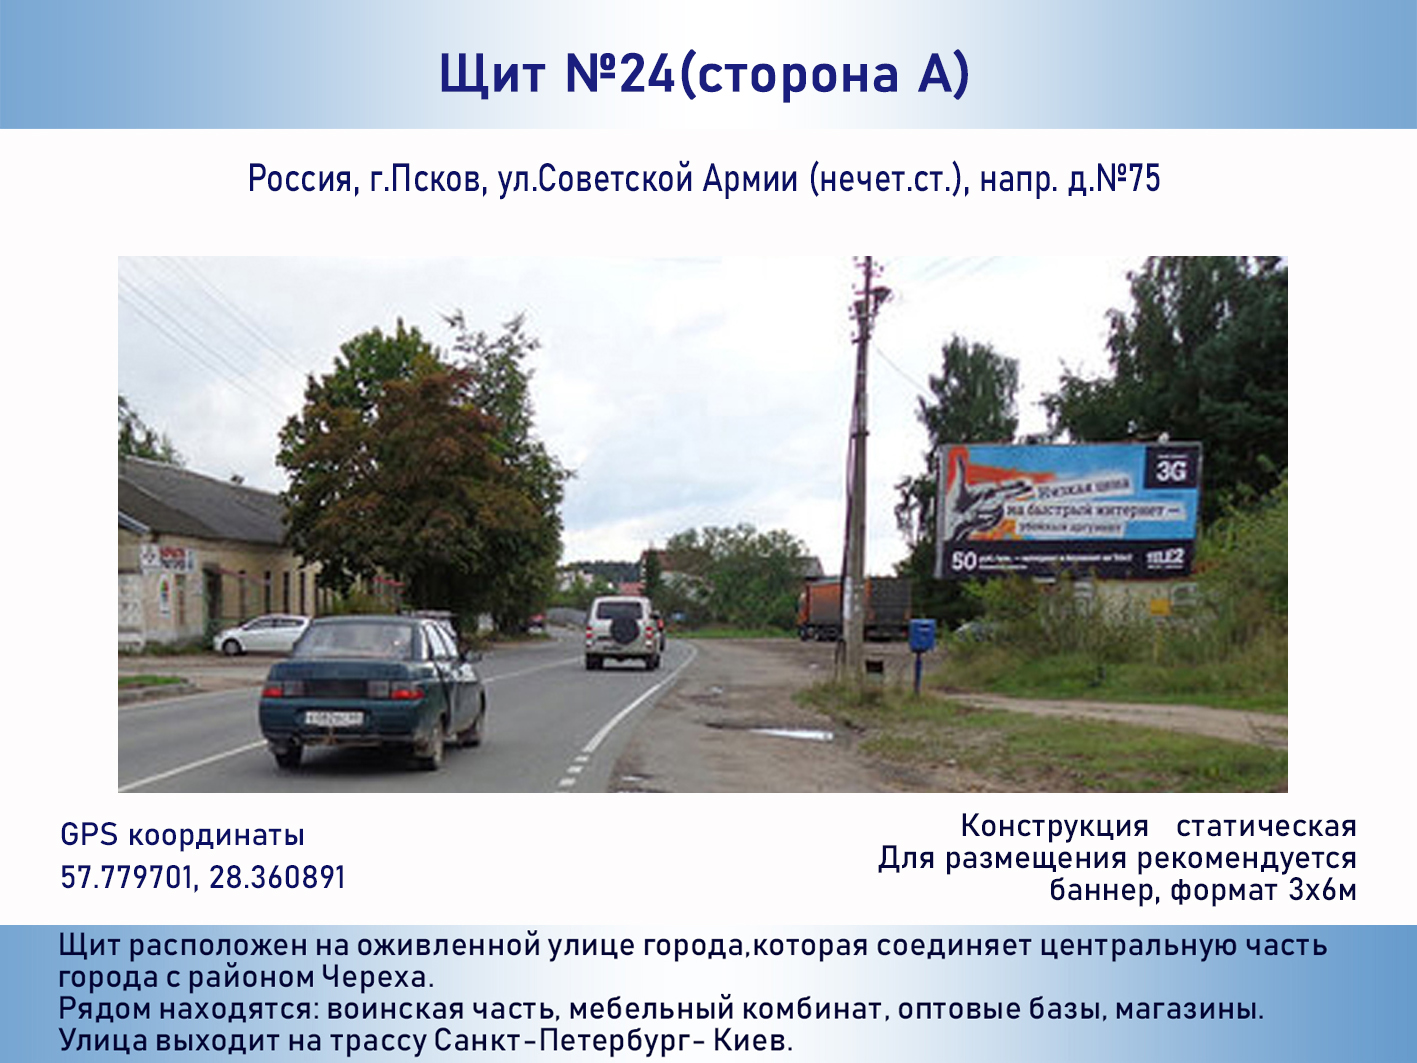 Щит №24(сторона А)
Россия, г.Псков, ул.Советской Армии (нечет.ст.), напр. д.№75
3G
Низкая цена
на быстрый интернет —
убойный аргумент
50
TELE2
GPS координаты
57.779701, 28.360891
Конструкция статическая
Для размещения рекомендуется
баннер, формат 3х6м
Щит расположен на оживленной улице города,которая соединяет центральную часть
города с районом Череха.
Рядом находятся: воинская часть, мебельный комбинат, оптовые базы, магазины.
Улица выходит на трассу Санкт-Петербург- Киев.